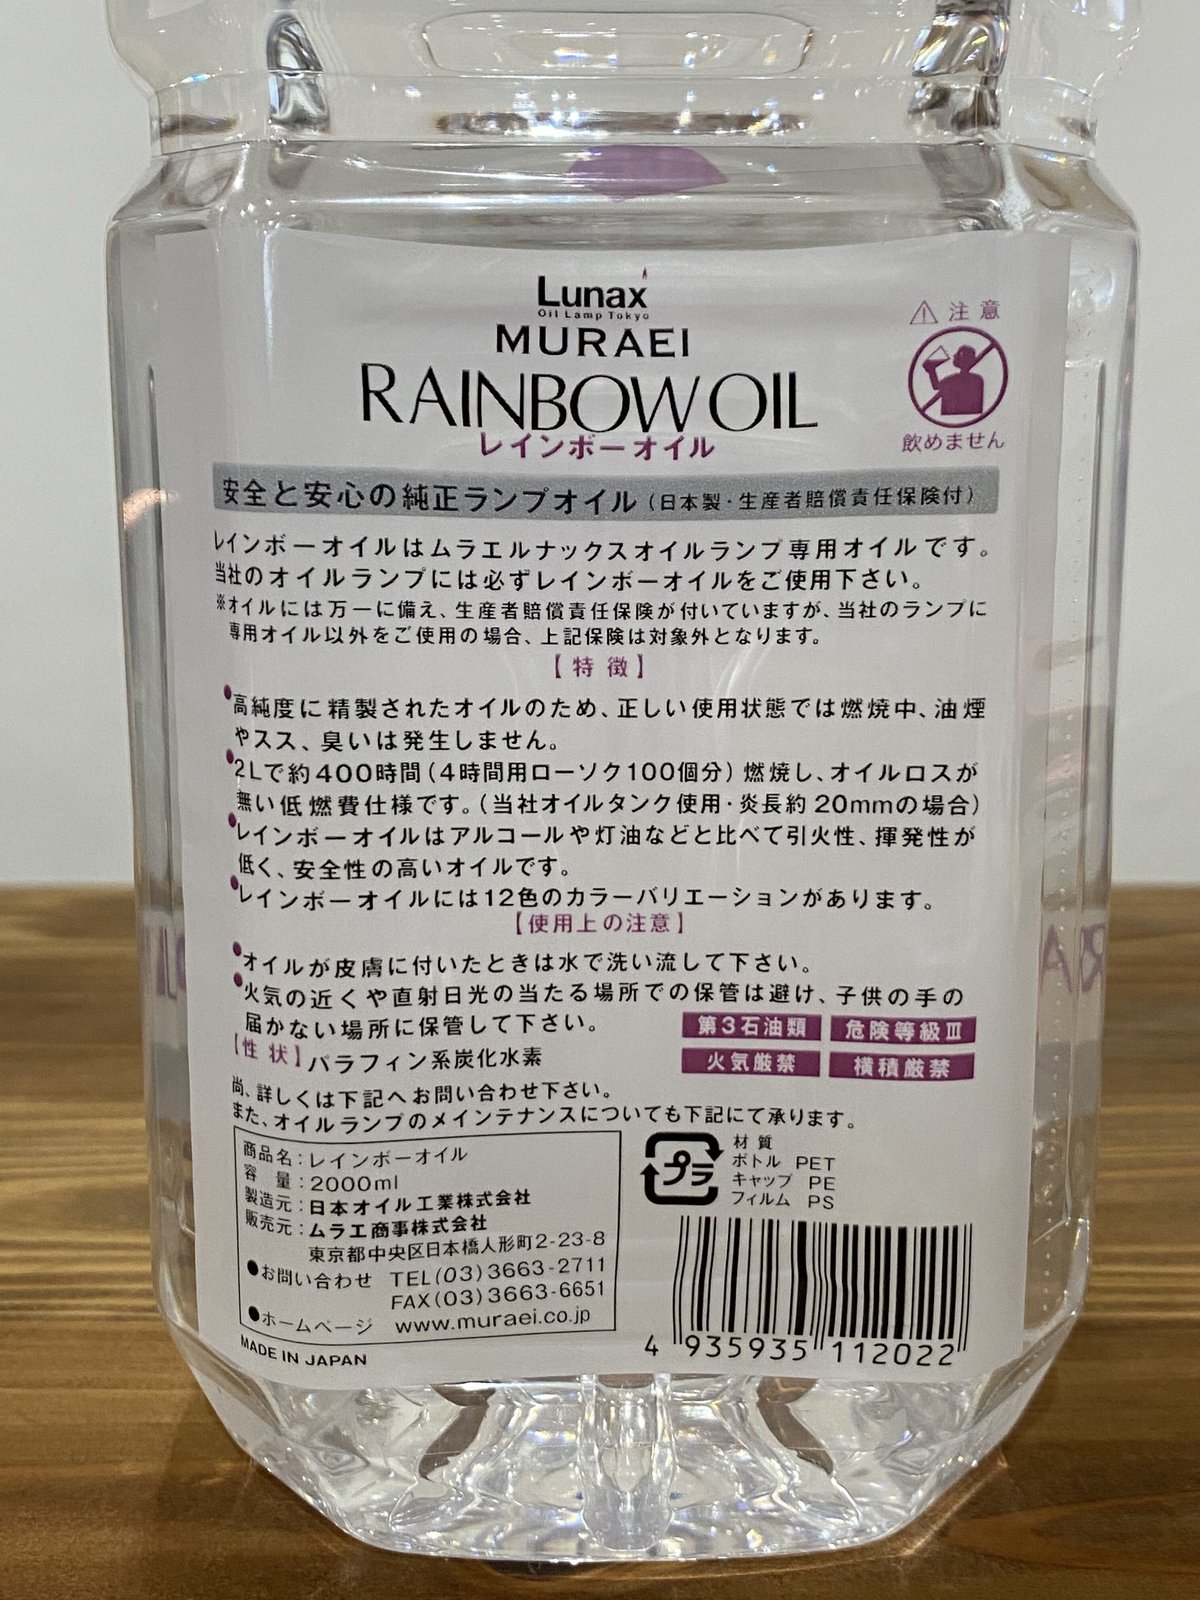 Lunax
Oil Lamp Tokyo
MURAEI
RAINBOW OIL
レインボーオイル
注意
飲めません
安全と安心の純正ランプオイル(日本製・生産者賠償責任保険付)
レインボーオイルはムラエルナックスオイルランプ専用オイルです。
当社のオイルランプには必ずレインボーオイルをご使用下さい。
※オイルには万一に備え、生産者賠償責任保険が付いていますが、当社のランプに
専用オイル以外をご使用の場合、上記保険は対象外となります。
【特徴】
●高純度に精製されたオイルのため、正しい使用状態では燃焼中、油煙
やスス、臭いは発生しません。
●2Lで約400時間(4時間用ローソク100個分)燃焼し、オイルロスが
無い低燃費仕様です。(当社オイルタンク使用・炎長約20mmの場合)
●レインボーオイルはアルコールや灯油などと比べて引火性、揮発性が
低く、安全性の高いオイルです。
●レインボーオイルには12色のカラーバリエーションがあります。
【使用上の注意】
●オイルが皮膚に付いたときは水で洗い流して下さい。
●火気の近くや直射日光の当たる場所での保管は避け、子供の手の
届かない場所に保管して下さい。
第3石油類 危険等級Ⅲ
【性状】パラフィン系炭化水素
火気厳禁 横積厳禁
尚、詳しくは下記へお問い合わせ下さい。
また、オイルランプのメインテナンスについても下記にて承ります。
商品名:レインボーオイル
容量:2000ml
製造元:日本オイル工業株式会社
販売元:ムラエ商事株式会社
東京都中央区日本橋人形町2-23-8
●お問い合わせ TEL(03)3663-2711
FAX(03)3663-6651
●ホームページ www.muraei.co.jp
MADE IN JAPAN
プラ
材質
ボトル PET
キャップ PE
フィルム PS
4 935935 112022